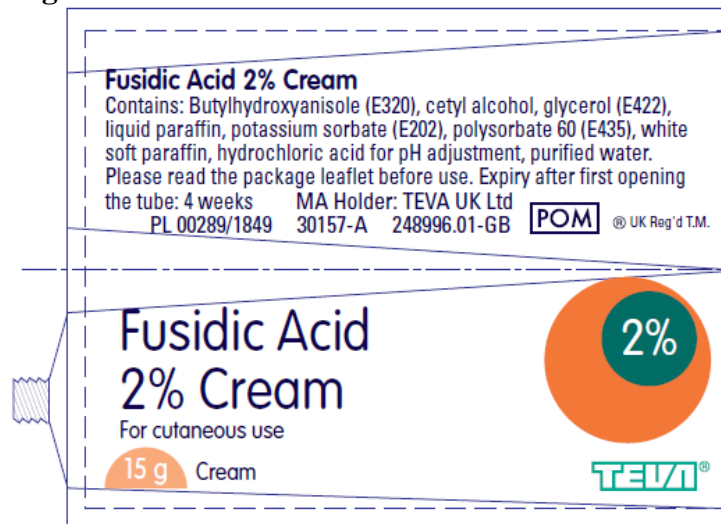 Fusidic Acid 2% Cream
Contains: Butylhydroxyanisole (E320), cetyl alcohol, glycerol (E422),
liquid paraffin, potassium sorbate (E202), polysorbate 60 (E435), white
soft paraffin, hydrochloric acid for pH adjustment, purified water.
Please read the package leaflet before use. Expiry after first opening
the tube: 4 weeks MA Holder: TEVA UK Ltd
PL 00289/1849 30157-A 248996.01-GB POM ® UK Reg'd T.M.
Fusidic Acid
2% Cream
2%
For cutaneous use
15 g Cream
TEVA®